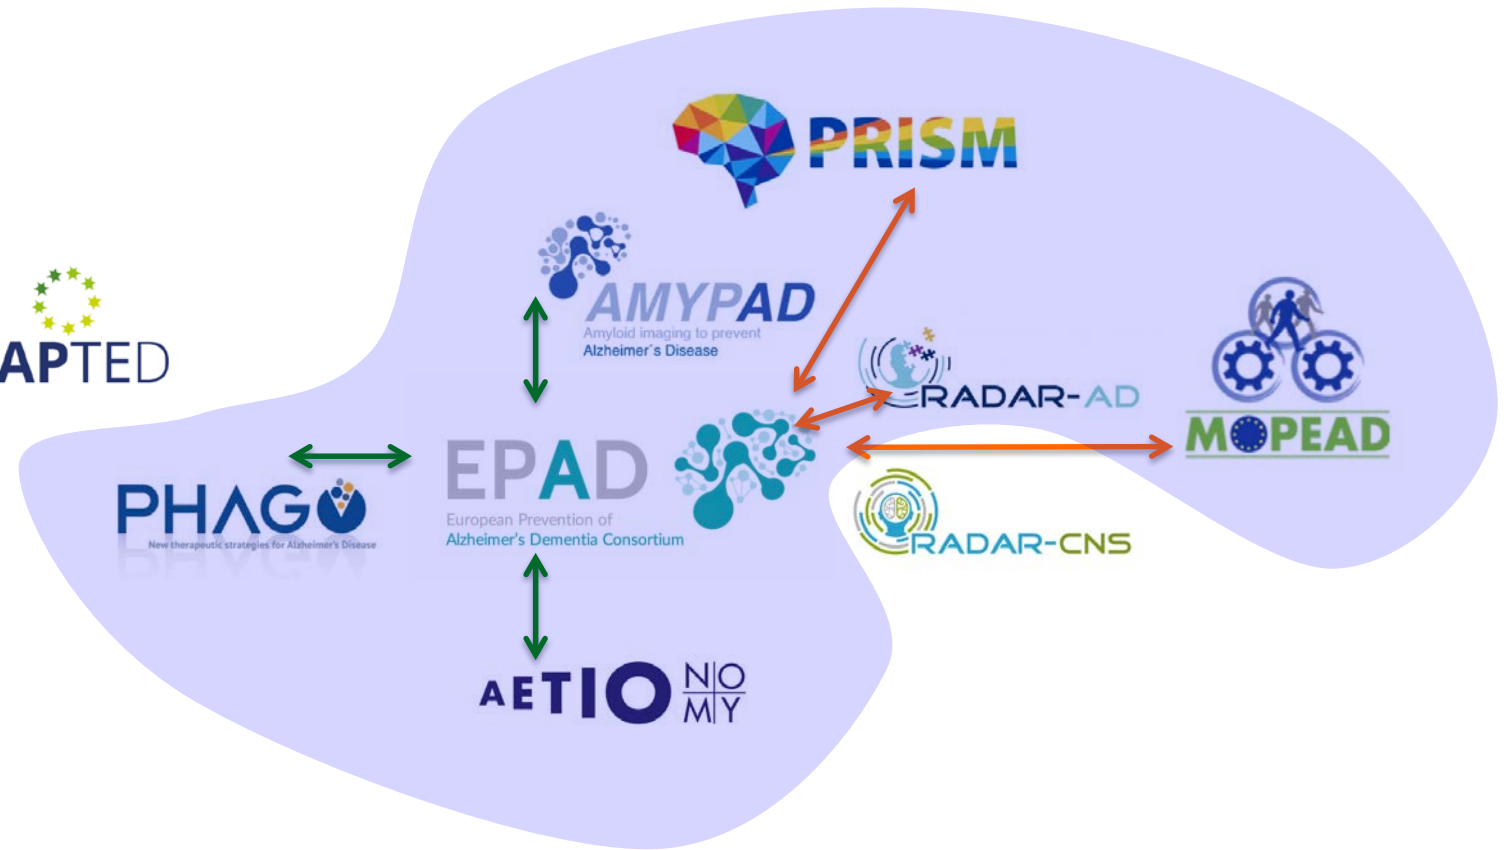 PRISM
AMYPAD
Amyloid imaging to prevent
Alzheimer´s Disease
APTED
RADAR-AD
MOPEAD
EPAD
European Prevention of
Alzheimer's Dementia Consortium
PHAGO
New therapeutic strategies for Alzheimer's Disease
RADAR-CNS
AETIONOMY